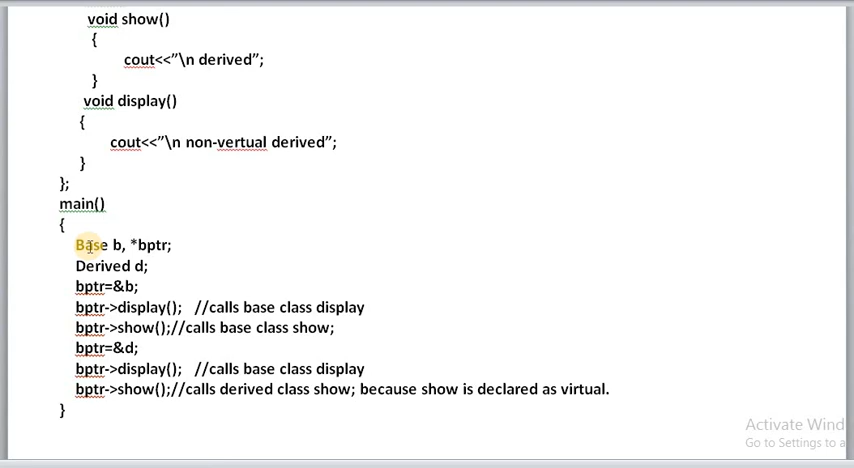 void show()
{
cout<<”\n derived”;
}
void display()
{
cout<<”\n non-vertual derived”;
}
};
main()
{
Base b, *bptr;
Derived d;
bptr=&b;
bptr->display();   //calls base class display
bptr->show();//calls base class show;
bptr=&d;
bptr->display();   //calls base class display
bptr->show();//calls derived class show; because show is declared as virtual.
}
Activate Wind
Go to Settings to a